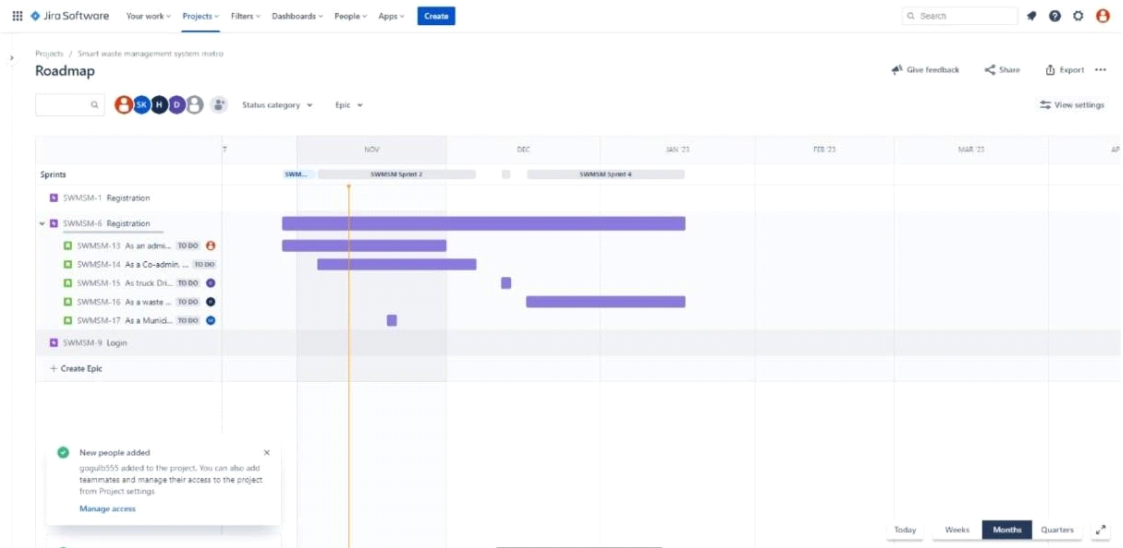 Jira Software Your work Projects Filters Dashboards People Apps Create Search
Projects / Smart waste management system metro
Roadmap
Give feedback Share Export
SK H D Status category Epic View settings
T NOV DEC JAN '23 FEB '23 MAR '23 AP
Sprints SWM... SWMSM Sprint 2 SWMSM Sprint 4
SWMSM-1 Registration
SWMSM-6 Registration
SWMSM-13 As an admi... TO DO
SWMSM-14 As a Co-admin, ... TO DO
SWMSM-15 As truck Dri... TO DO
SWMSM-16 As a waste ... TO DO
SWMSM-17 As a Munici... TO DO
SWMSM-9 Login
+ Create Epic
New people added
gogulb555 added to the project. You can also add
teammates and manage their access to the project
from Project settings
Manage access
Today Weeks Months Quarters